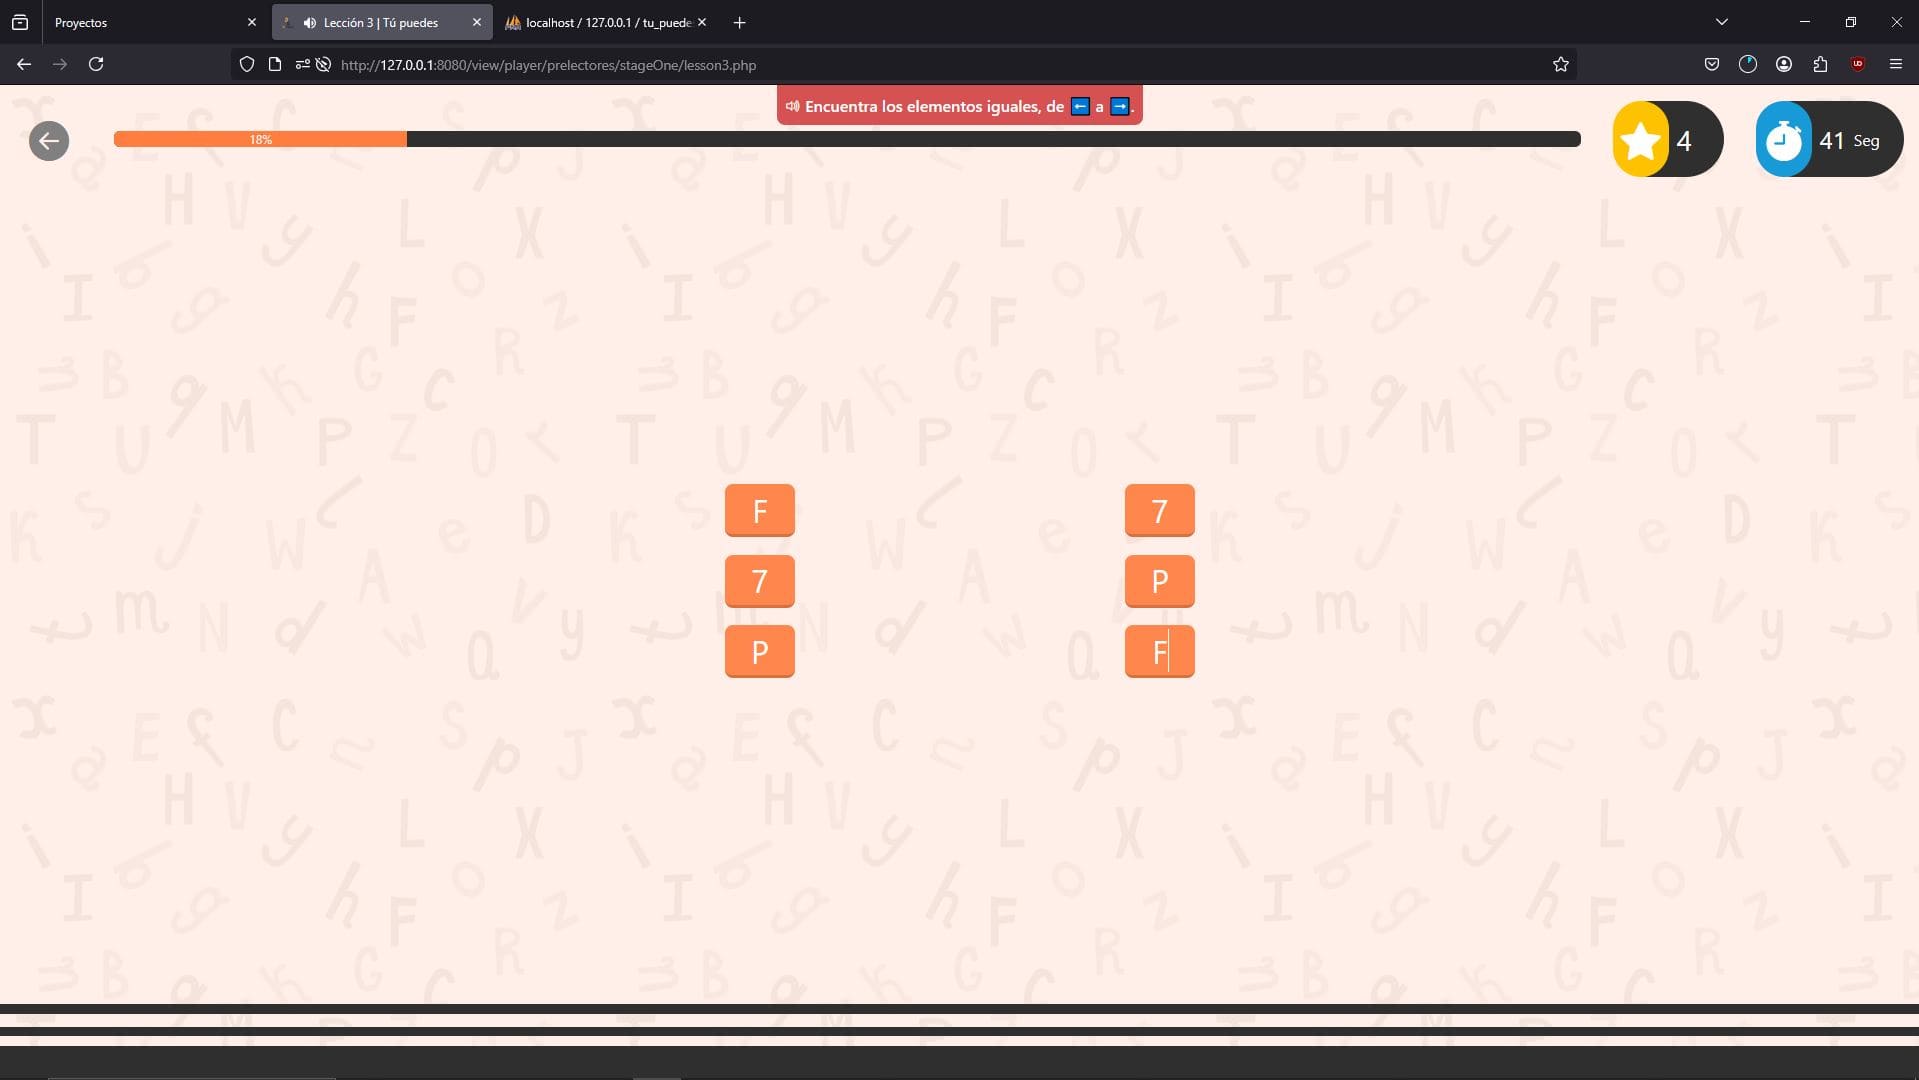 Proyectos
Lección 3 | Tú puedes
localhost / 127.0.0.1 / tu_puede
http://127.0.0.1:8080/view/player/prelectores/stageOne/lesson3.php
Encuentra los elementos iguales, de ← a →.
18%
4
41 Seg
F 7
7 P
P F